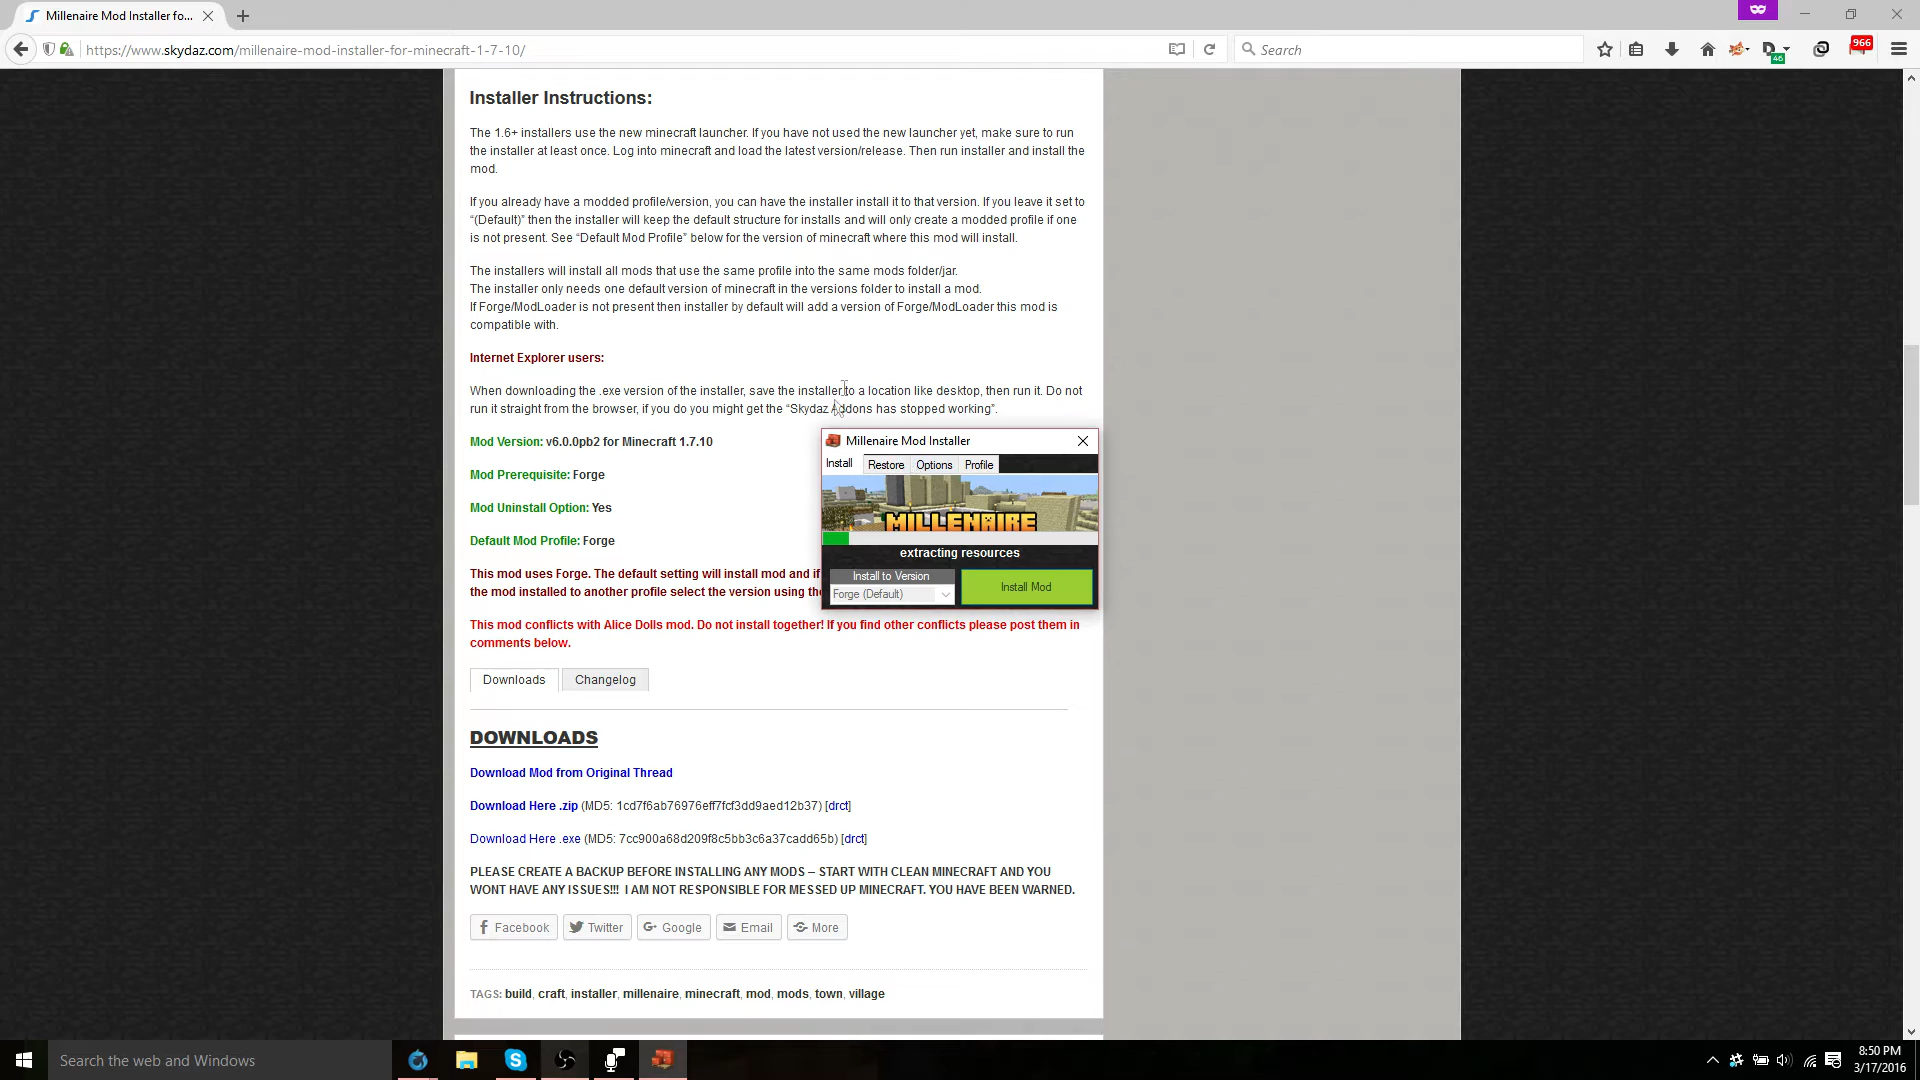 Millenaire Mod Installer fo...
https://www.skydaz.com/millenaire-mod-installer-for-minecraft-1-7-10/
Search
46
966
Installer Instructions:
The 1.6+ installers use the new minecraft launcher. If you have not used the new launcher yet, make sure to run
the installer at least once. Log into minecraft and load the latest version/release. Then run installer and install the
mod.
If you already have a modded profile/version, you can have the installer install it to that version. If you leave it set to
“(Default)” then the installer will keep the default structure for installs and will only create a modded profile if one
is not present. See “Default Mod Profile” below for the version of minecraft where this mod will install.
The installers will install all mods that use the same profile into the same mods folder/jar.
The installer only needs one default version of minecraft in the versions folder to install a mod.
If Forge/ModLoader is not present then installer by default will add a version of Forge/ModLoader this mod is
compatible with.
Internet Explorer users:
When downloading the .exe version of the installer, save the installer to a location like desktop, then run it. Do not
run it straight from the browser, if you do you might get the “Skydaz Addons has stopped working”.
Mod Version: v6.0.0pb2 for Minecraft 1.7.10
Mod Prerequisite: Forge
Mod Uninstall Option: Yes
Default Mod Profile: Forge
This mod uses Forge. The default setting will install mod and if
the mod installed to another profile select the version using the
This mod conflicts with Alice Dolls mod. Do not install together! If you find other conflicts please post them in
comments below.
Millenaire Mod Installer
Install Restore Options Profile
MILLENAIRE
extracting resources
Install to Version
Forge (Default)
Install Mod
Downloads Changelog
DOWNLOADS
Download Mod from Original Thread
Download Here .zip (MD5: 1cd7f6ab76976eff7fcf3dd9aed12b37) [drct]
Download Here .exe (MD5: 7cc900a68d209f8c5bb3c6a37cadd65b) [drct]
PLEASE CREATE A BACKUP BEFORE INSTALLING ANY MODS – START WITH CLEAN MINECRAFT AND YOU
WONT HAVE ANY ISSUES!!! I AM NOT RESPONSIBLE FOR MESSED UP MINECRAFT. YOU HAVE BEEN WARNED.
Facebook Twitter Google Email More
TAGS: build, craft, installer, millenaire, minecraft, mod, mods, town, village
Search the web and Windows
8:50 PM
3/17/2016